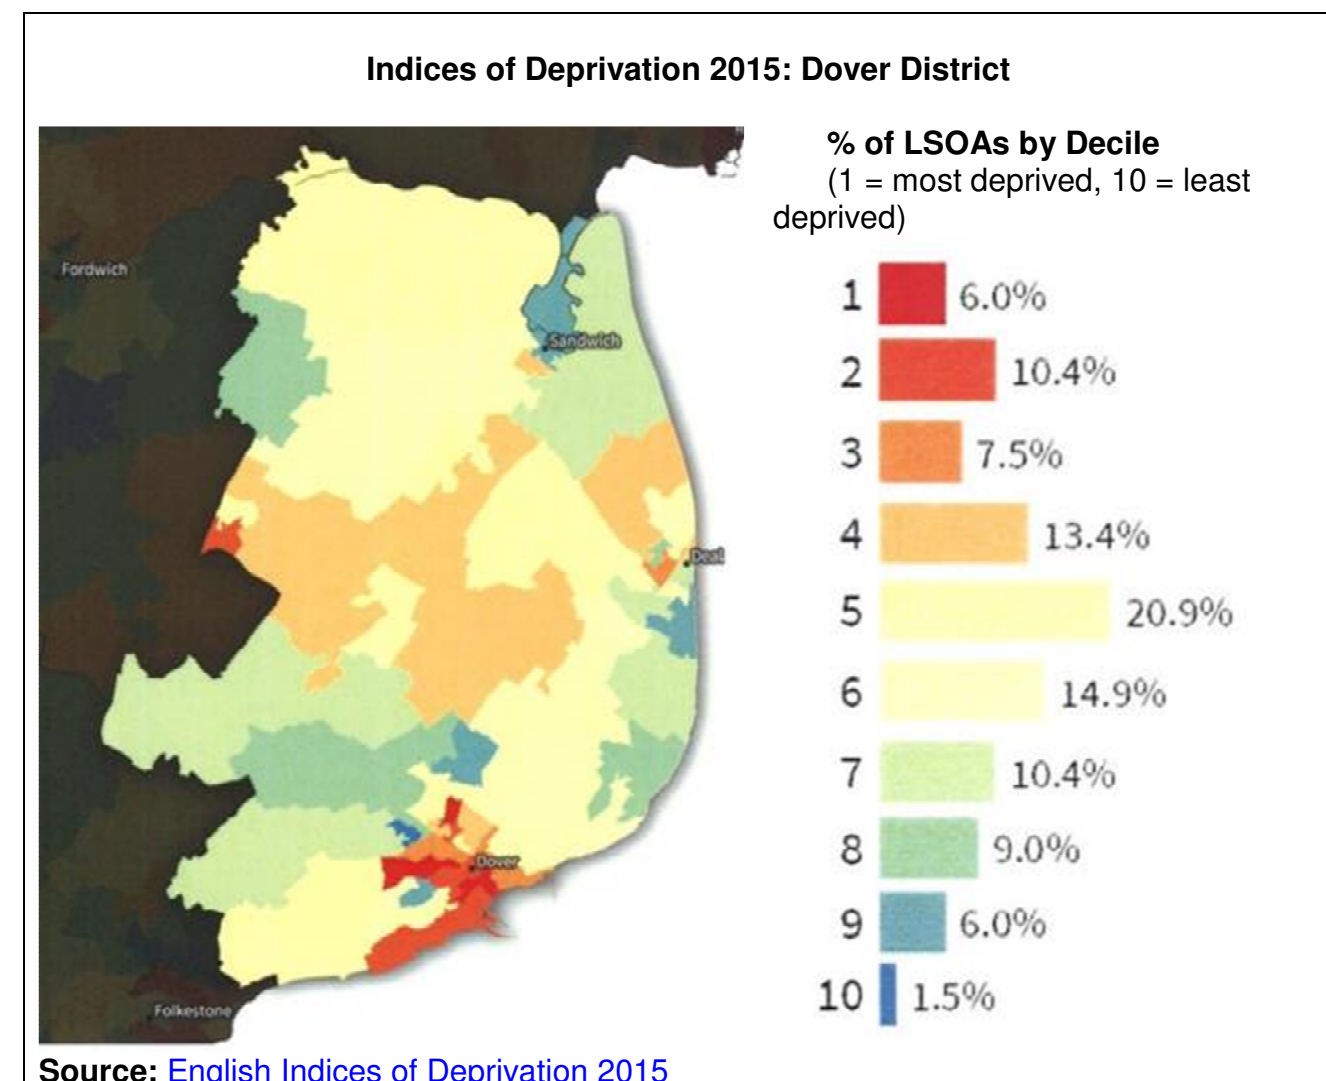 Indices of Deprivation 2015: Dover District
% of LSOAs by Decile
(1 = most deprived, 10 = least
deprived)
Fordwich
Sandwich
Deal
Dover
Folkestone
1 6.0%
2 10.4%
3 7.5%
4 13.4%
5 20.9%
6 14.9%
7 10.4%
8 9.0%
9 6.0%
10 1.5%
Source: English Indices of Deprivation 2015